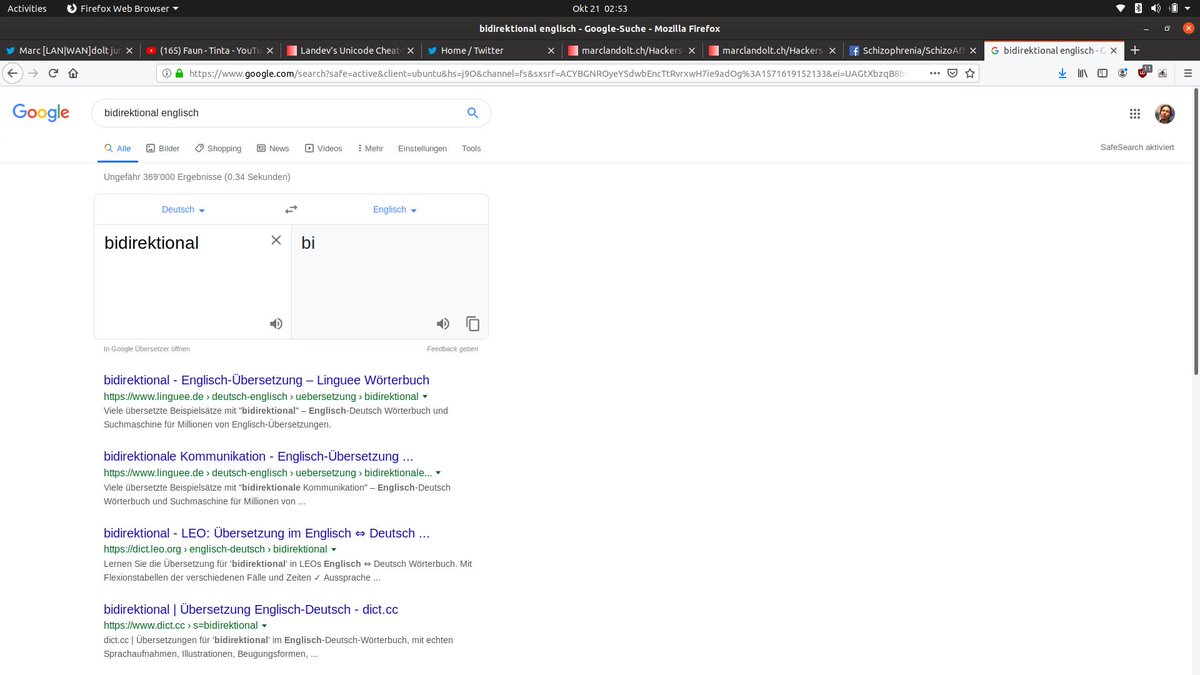 Activities Firefox Web Browser Okt 21 02:53
bidirektional englisch - Google-Suche - Mozilla Firefox
Marc [LAN|WAN]dolt jun (165) Faun - Tinta - YouTu Landev's Unicode Cheat- Home / Twitter marclandolt.ch/Hackers marclandolt.ch/Hackers Schizophrenia/SchizoAff bidirektional englisch - G
https://www.google.com/search?safe=active&client=ubuntu&hs=j9O&channel=fs&sxsrf=ACYBGNROyeYSdwbEncTtRvrxwH7ie9adOg%3A1571619152133&ei=UAGtXbzqB8b
Google bidirektional englisch
Alle Bilder Shopping News Videos Mehr Einstellungen Tools SafeSearch aktiviert
Ungefähr 369'000 Ergebnisse (0.34 Sekunden)
Deutsch Englisch
bidirektional bi
In Google Übersetzer öffnen Feedback geben
bidirektional - Englisch-Übersetzung – Linguee Wörterbuch
https://www.linguee.de › deutsch-englisch › uebersetzung › bidirektional
Viele übersetzte Beispielsätze mit "bidirektional" – Englisch-Deutsch Wörterbuch und
Suchmaschine für Millionen von Englisch-Übersetzungen.
bidirektionale Kommunikation - Englisch-Übersetzung ...
https://www.linguee.de › deutsch-englisch › uebersetzung › bidirektionale...
Viele übersetzte Beispielsätze mit "bidirektionale Kommunikation" – Englisch-Deutsch
Wörterbuch und Suchmaschine für Millionen von ...
bidirektional - LEO: Übersetzung im Englisch ⇔ Deutsch ...
https://dict.leo.org › englisch-deutsch › bidirektional
Lernen Sie die Übersetzung für 'bidirektional' in LEOs Englisch ⇔ Deutsch Wörterbuch. Mit
Flexionstabellen der verschiedenen Fälle und Zeiten ✓ Aussprache ...
bidirektional | Übersetzung Englisch-Deutsch - dict.cc
https://www.dict.cc › s=bidirektional
dict.cc | Übersetzungen für 'bidirektional' im Englisch-Deutsch-Wörterbuch, mit echten
Sprachaufnahmen, Illustrationen, Beugungsformen, ...